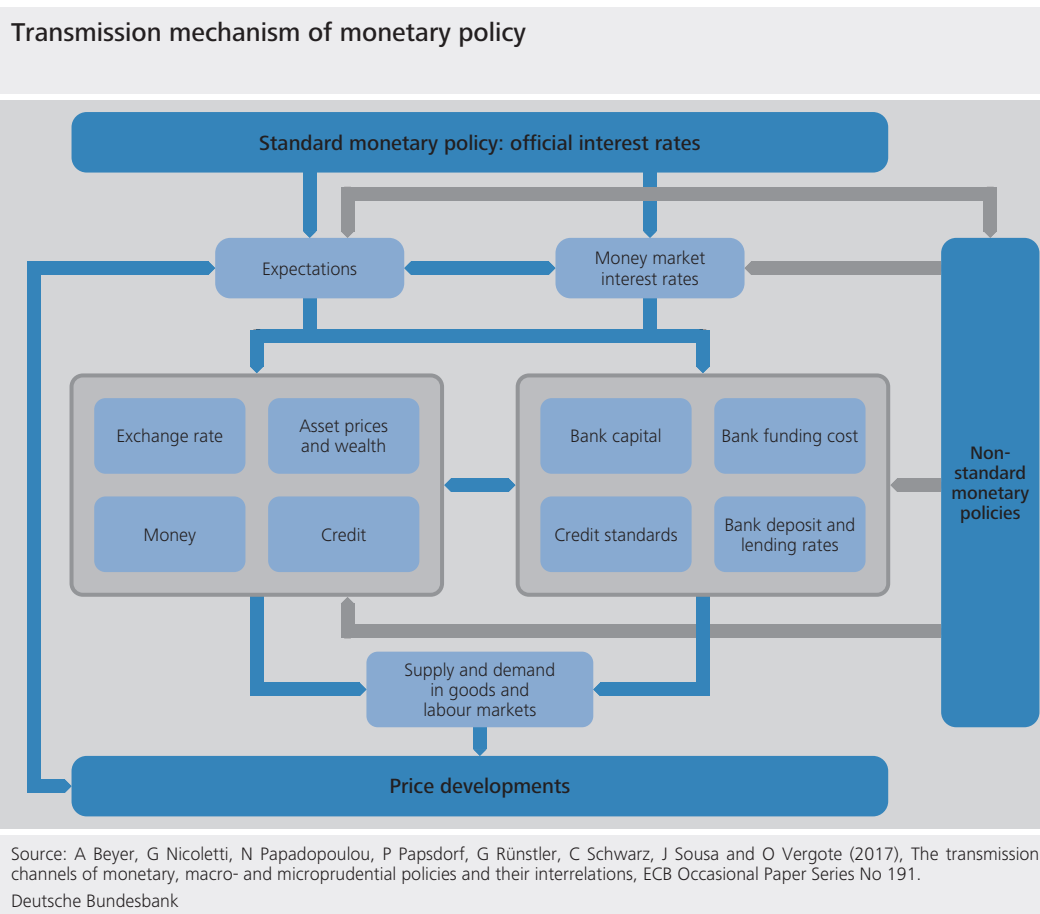 Transmission mechanism of monetary policy
Standard monetary policy: official interest rates
Expectations
Money market
interest rates
Exchange rate
Asset prices
and wealth
Money
Credit
Bank capital
Bank funding cost
Credit standards
Bank deposit and
lending rates
Non-
standard
monetary
policies
Supply and demand
in goods and
labour markets
Price developments
Source: A Beyer, G Nicoletti, N Papadopoulou, P Papsdorf, G Rünstler, C Schwarz, J Sousa and O Vergote (2017), The transmission
channels of monetary, macro- and microprudential policies and their interrelations, ECB Occasional Paper Series No 191.
Deutsche Bundesbank